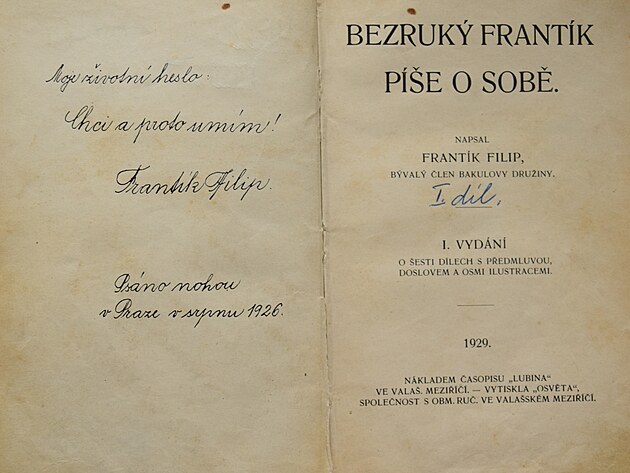 Moje životní heslo:
Chci a proto umím!
Frantík Filip.
Psáno nohou
v Praze v srpnu 1926.
BEZRUKÝ FRANTÍK
PÍŠE O SOBĚ.
NAPSAL
FRANTÍK FILIP,
BÝVALÝ ČLEN BAKULOVY DRUŽINY.
I. díl.
I. VYDÁNÍ
O ŠESTI DÍLECH S PŘEDMLUVOU,
DOSLOVEM A OSMI ILUSTRACEMI.
1929.
NÁKLADEM ČASOPISU „LUBINA“
VE VALAŠ. MEZIŘÍČÍ. — VYTISKLA „OSVĚTA“,
SPOLEČNOST S OBM. RUČ. VE VALAŠSKÉM MEZIŘÍČÍ.